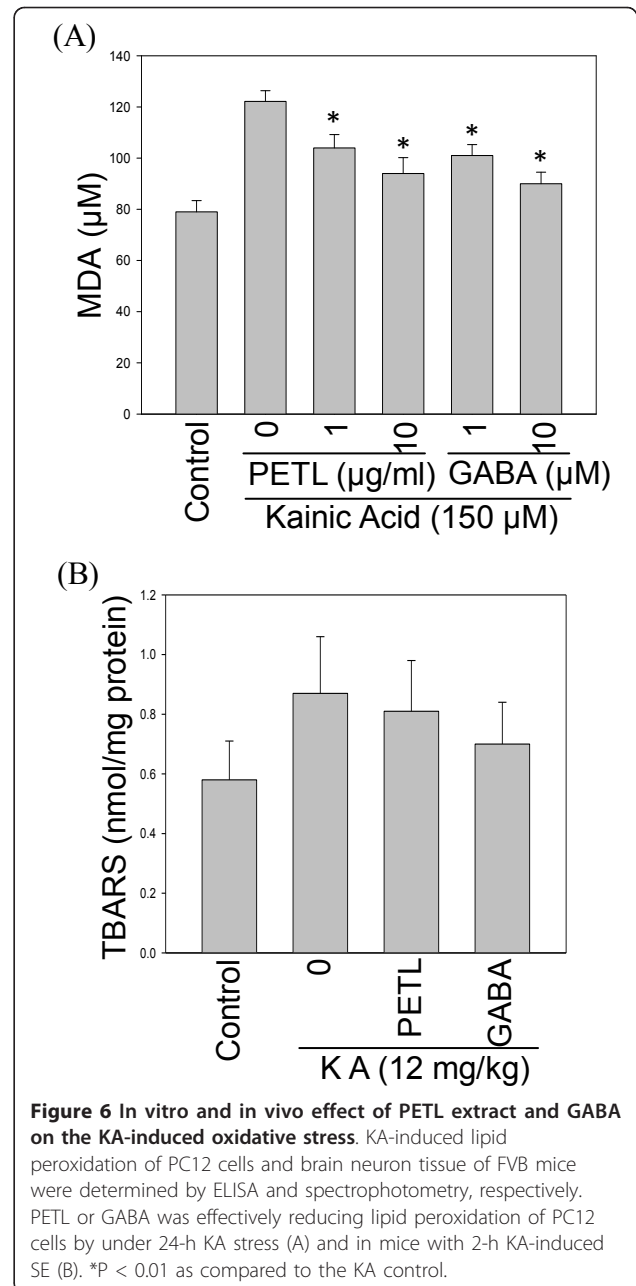 (A)
140
120
100
80
60
40
20
0
MDA (µM)
* * * *
Control 0 1 10 1 10
PETL (µg/ml) GABA (µM)
Kainic Acid (150 µM)
(B)
1.2
1.0
0.8
0.6
0.4
0.2
0.0
TBARS (nmol/mg protein)
Control 0 PETL GABA
K A (12 mg/kg)
Figure 6 In vitro and in vivo effect of PETL extract and GABA
on the KA-induced oxidative stress. KA-induced lipid
peroxidation of PC12 cells and brain neuron tissue of FVB mice
were determined by ELISA and spectrophotometry, respectively.
PETL or GABA was effectively reducing lipid peroxidation of PC12
cells by under 24-h KA stress (A) and in mice with 2-h KA-induced
SE (B). *P < 0.01 as compared to the KA control.